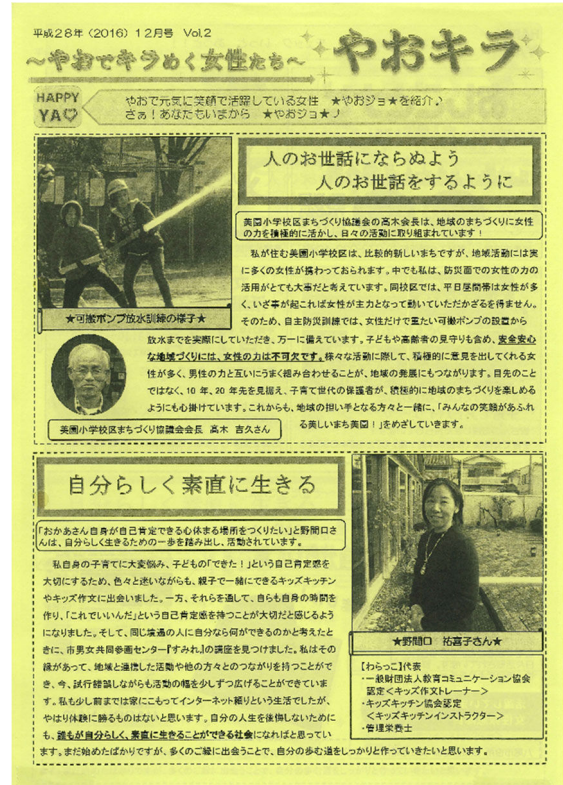 平成28年（2016）12月号　Vol.2
やおキラ
～やおでキラめく女性たち～
HAPPY
YA♡
やおで元気に笑顔で活躍している女性　★やおジョ★を紹介♪
さぁ！あなたもいまから　★やおジョ★♪
人のお世話にならぬよう
人のお世話をするように
美園小学校区まちづくり協議会の高木会長は、地域のまちづくりに女性
の力を積極的に活かし、日々の活動に取り組まれています！
★可搬ポンプ放水訓練の様子★
私が住む美園小学校区は、比較的新しいまちですが、地域活動には実
に多くの女性が携わっておられます。中でも私は、防災面での女性の力の
活用がとても大事だと考えています。同校区では、平日昼間帯は女性が多
く、いざ事が起これば女性が主力となって動いていただかざるを得ません。
そのため、自主防災訓練では、女性だけで重たい可搬ポンプの設置から
放水までを実際にしていただき、万一に備えています。子どもや高齢者の見守りも含め、安全安心
な地域づくりには、女性の力は不可欠です。様々な活動に際して、積極的に意見を出してくれる女
性が多く、男性の力と互いにうまく組み合わせることが、地域の発展にもつながります。目先のこと
ではなく、10年、20年先を見据え、子育て世代の保護者が、積極的に地域のまちづくりを楽しめる
ようにも心掛けています。これからも、地域の担い手となる方々と一緒に、「みんなの笑顔があふれ
る美しいまち美園！」をめざしていきます。
美園小学校区まちづくり協議会会長　高木　吉久さん
自分らしく素直に生きる
「おかあさん自身が自己肯定できる心休まる場所をつくりたい」と野間口さ
んは、自分らしく生きるための一歩を踏み出し、活動されています。
私自身の子育てに大変悩み、子どもの「できた！」という自己肯定感を
大切にするため、色々と迷いながらも、親子で一緒にできるキッズキッチン
やキッズ作文に出会いました。一方、それらを通して、自らも自身の時間を
作り、「これでいいんだ」という自己肯定感を持つことが大切だと感じるよう
になりました。そして、同じ境遇の人に自分なら何ができるのかと考えたと
きに、市男女共同参画センター『すみれ』の講座を見つけました。私はその
縁があって、地域と連携した活動や他の方々とのつながりを持つことがで
き、今、試行錯誤しながらも活動の幅を少しずつ広げることができていま
す。私も少し前までは家にこもってインターネット頼りという生活でしたが、
やはり体験に勝るものはないと思います。自分の人生を後悔しないために
も、誰もが自分らしく、素直に生きることができる社会になればと思ってい
ます。まだ始めたばかりですが、多くのご縁に出会うことで、自分の歩む道をしっかりと作っていきたいと思います。
★野間口　祐喜子さん★
【わらっこ】代表
・一般財団法人教育コミュニケーション協会
認定＜キッズ作文トレーナー＞
・キッズキッチン協会認定
＜キッズキッチンインストラクター＞
・管理栄養士